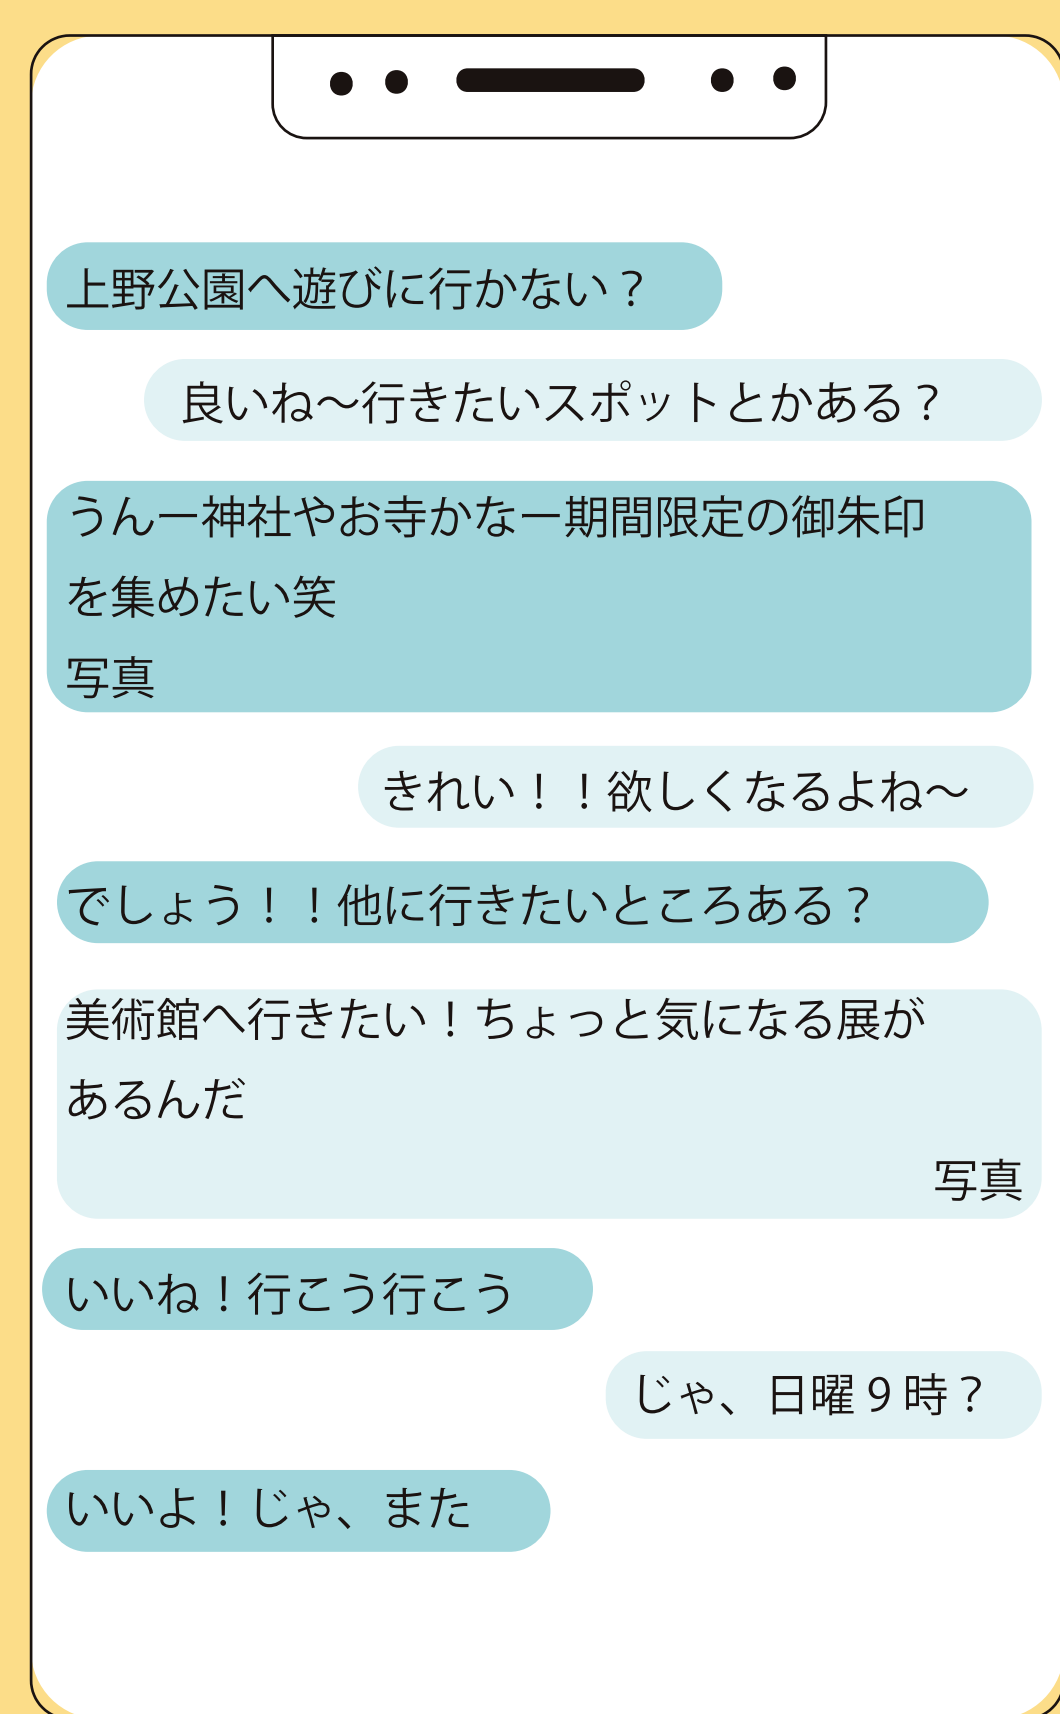 上野公園へ遊びに行かない？
良いね〜行きたいスポットとかある？
うんー神社やお寺かなー期間限定の御朱印
を集めたい笑
写真
きれい！！欲しくなるよね〜
でしょう！！他に行きたいところある？
美術館へ行きたい！ちょっと気になる展が
あるんだ
写真
いいね！行こう行こう
じゃ、日曜９時？
いいよ！じゃ、また